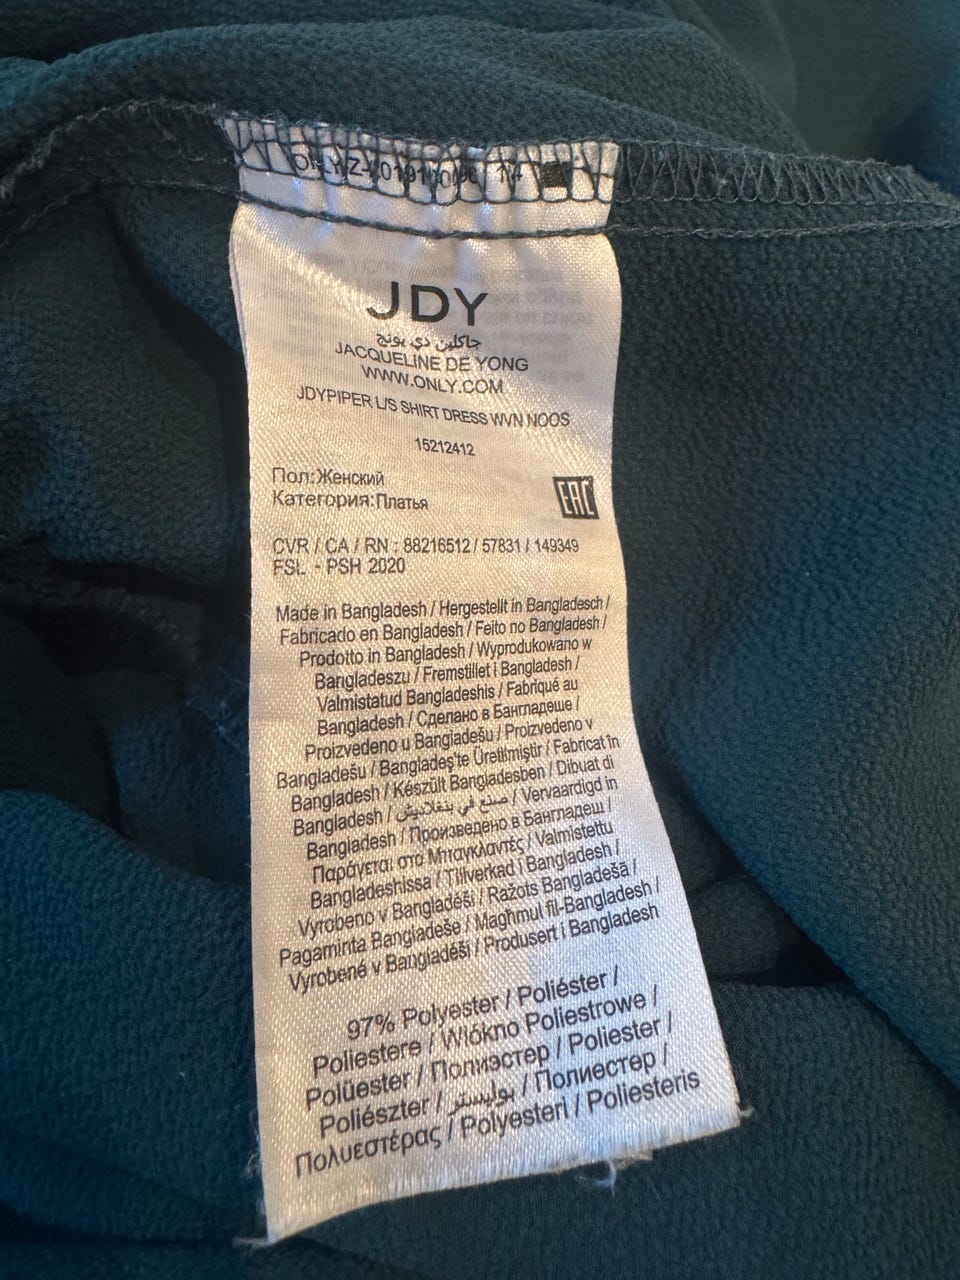 JDY
جاكلين دي يونج
JACQUELINE DE YONG
WWW.ONLY.COM
JDYPIPER L/S SHIRT DRESS WVN NOOS
15212412
Пол:Женский
Категория:Платья
EAC
CVR / CA / RN : 88216512 / 57831 / 149349
FSL - PSH 2020
Made in Bangladesh / Hergestellt in Bangladesch /
Fabricado en Bangladesh / Feito no Bangladesh /
Prodotto in Bangladesh / Wyprodukowano w
Bangladeszu / Fremstillet i Bangladesh /
Valmistatud Bangladeshis / Fabriqué au
Bangladesh / Сделано в Бангладеше /
Proizvedeno u Bangladešu / Proizvedeno v
Bangladešu / Bangladeş'te Üretilmiştir / Fabricat în
Bangladesh / Készült Bangladesben / Dibuat di
Bangladesh / صنع في بنغلاديش / Vervaardigd in
Bangladesh / Произведено в Бангладеш /
Παράγεται στο Μπαγκλαντές / Valmistettu
Bangladeshissa / Tillverkad i Bangladesh /
Vyrobeno v Bangladéši / Ražots Bangladešā /
Pagaminta Bangladeše / Maghmul fil-Bangladesh /
Vyrobené v Bangladéši / Produsert i Bangladesh
97% Polyester / Poliéster /
Poliestere / Włókno Poliestrowe /
Polüester / Полиэстер / Poliester /
Poliészter / بوليستر / Полиестер /
Πολυεστέρας / Polyesteri / Poliesteris